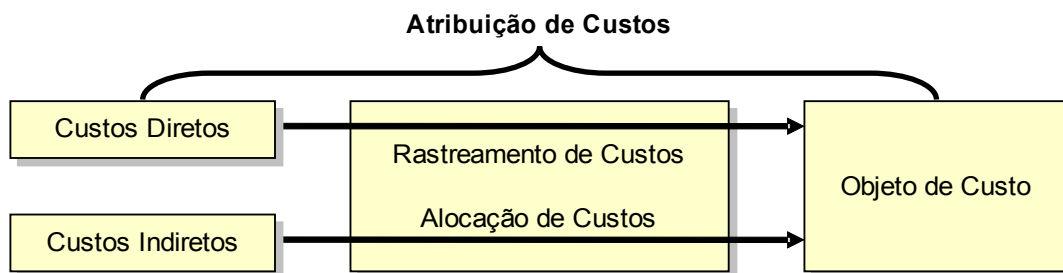 Atribuição de Custos
Custos Diretos
Rastreamento de Custos
Objeto de Custo
Alocação de Custos
Custos Indiretos